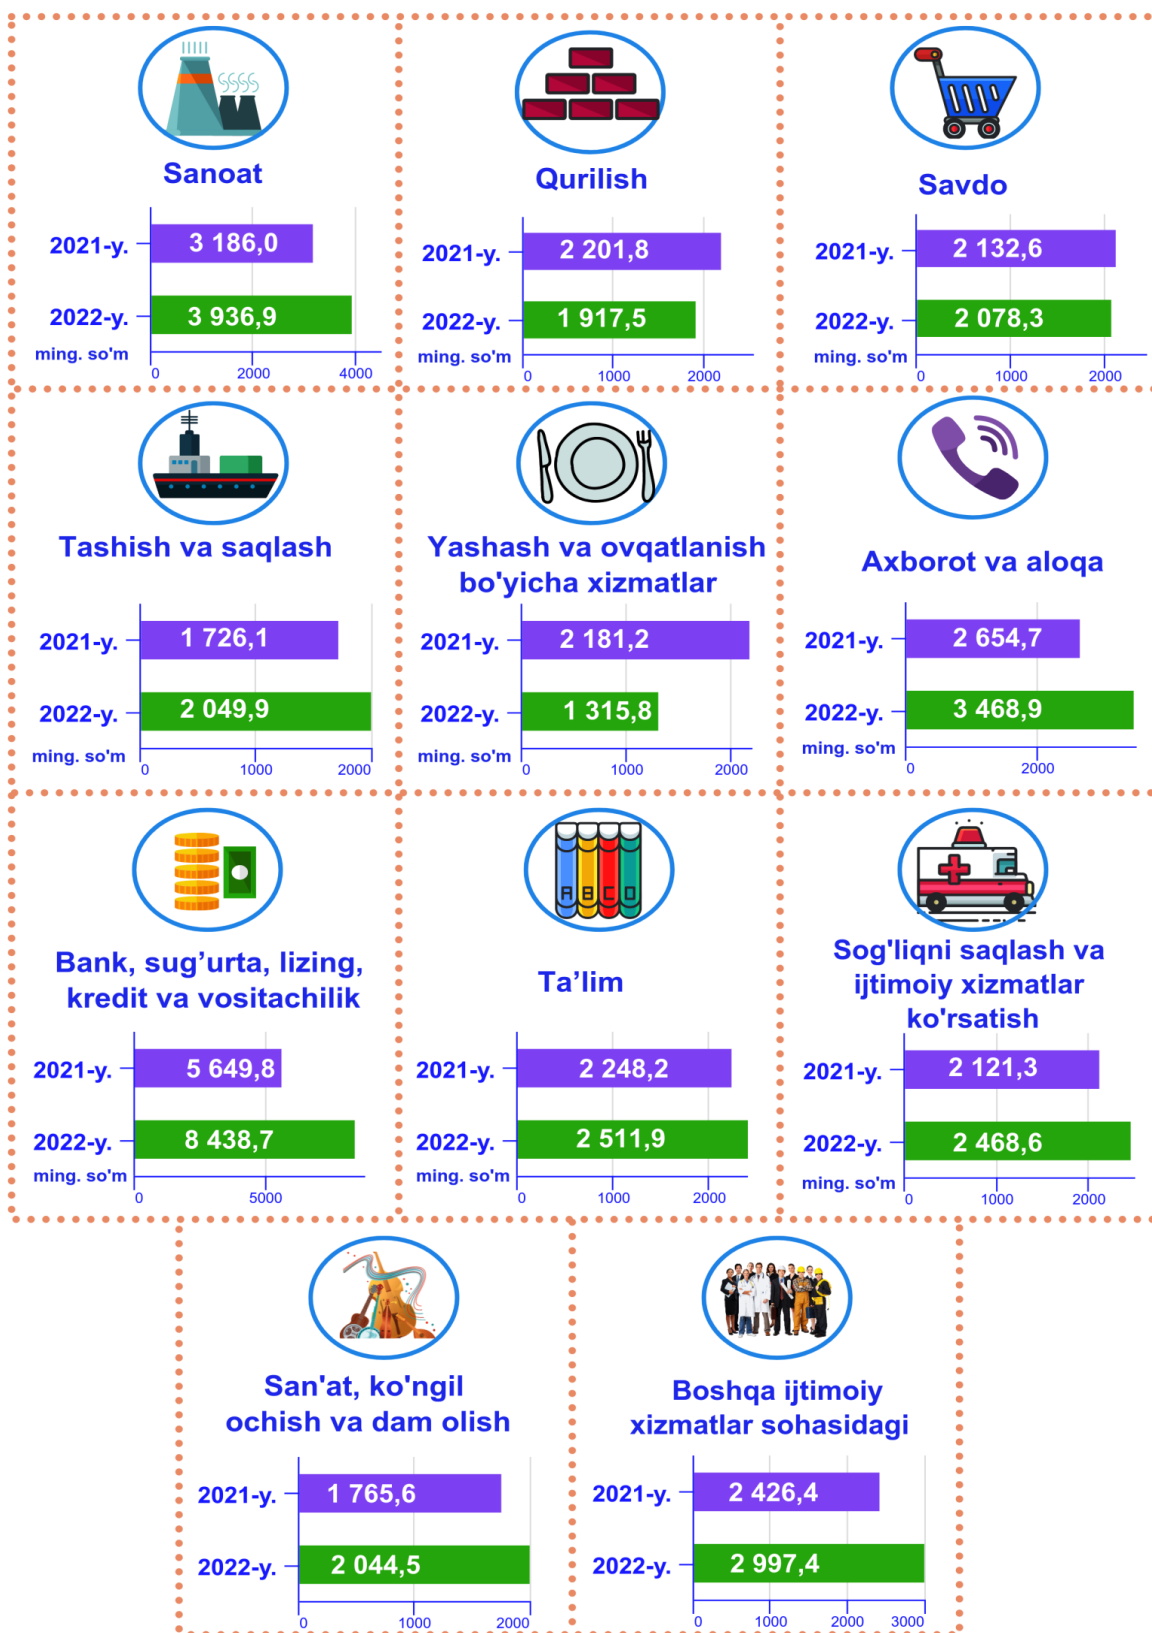 Sanoat
2021-y.
3 186,0
2022-y.
3 936,9
ming. so'm
0 2000 4000
Qurilish
2021-y.
2 201,8
2022-y.
1 917,5
ming. so'm
0 1000 2000
Savdo
2021-y.
2 132,6
2022-y.
2 078,3
ming. so'm
0 1000 2000
Tashish va saqlash
2021-y.
1 726,1
2022-y.
2 049,9
ming. so'm
0 1000 2000
Yashash va ovqatlanish
bo'yicha xizmatlar
2021-y.
2 181,2
2022-y.
1 315,8
ming. so'm
0 1000 2000
Axborot va aloqa
2021-y.
2 654,7
2022-y.
3 468,9
ming. so'm
0 2000
Bank, sug’urta, lizing,
kredit va vositachilik
2021-y.
5 649,8
2022-y.
8 438,7
ming. so'm
0 5000
A B C D
Ta’lim
2021-y.
2 248,2
2022-y.
2 511,9
ming. so'm
0 1000 2000
Sog'liqni saqlash va
ijtimoiy xizmatlar
ko'rsatish
2021-y.
2 121,3
2022-y.
2 468,6
ming. so'm
0 1000 2000
San'at, ko'ngil
ochish va dam olish
2021-y.
1 765,6
2022-y.
2 044,5
0 1000 2000
Boshqa ijtimoiy
xizmatlar sohasidagi
2021-y.
2 426,4
2022-y.
2 997,4
0 1000 2000 3000